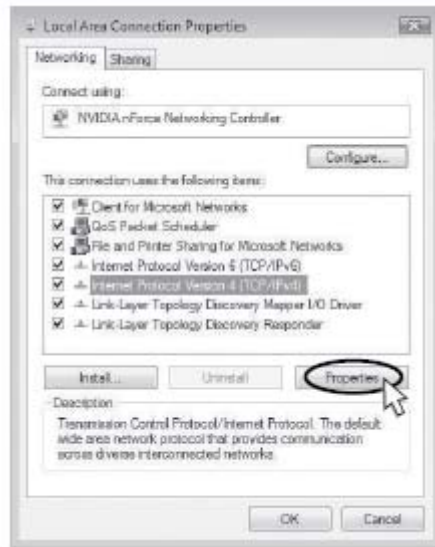 Local Area Connection Properties
Networking Sharing
Connect using:
NVIDIA nForce Networking Controller
Configure...
This connection uses the following items:
Client for Microsoft Networks
QoS Packet Scheduler
File and Printer Sharing for Microsoft Networks
Internet Protocol Version 6 (TCP/IPv6)
Internet Protocol Version 4 (TCP/IPv4)
Link-Layer Topology Discovery Mapper I/O Driver
Link-Layer Topology Discovery Responder
Install... Uninstall Properties
Description
Transmission Control Protocol/Internet Protocol. The default
wide area network protocol that provides communication
across diverse interconnected networks.
OK Cancel